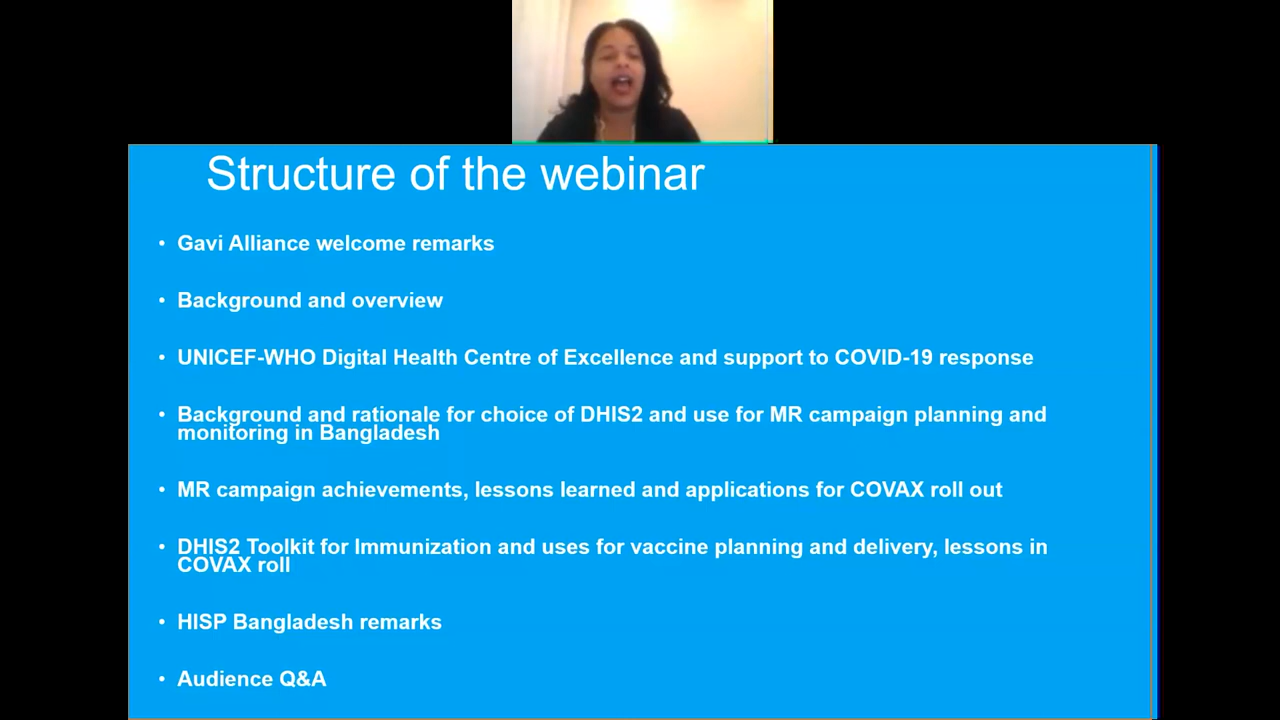 Structure of the webinar
• Gavi Alliance welcome remarks
• Background and overview
• UNICEF-WHO Digital Health Centre of Excellence and support to COVID-19 response
• Background and rationale for choice of DHIS2 and use for MR campaign planning and
monitoring in Bangladesh
• MR campaign achievements, lessons learned and applications for COVAX roll out
• DHIS2 Toolkit for Immunization and uses for vaccine planning and delivery, lessons in
COVAX roll
• HISP Bangladesh remarks
• Audience Q&A